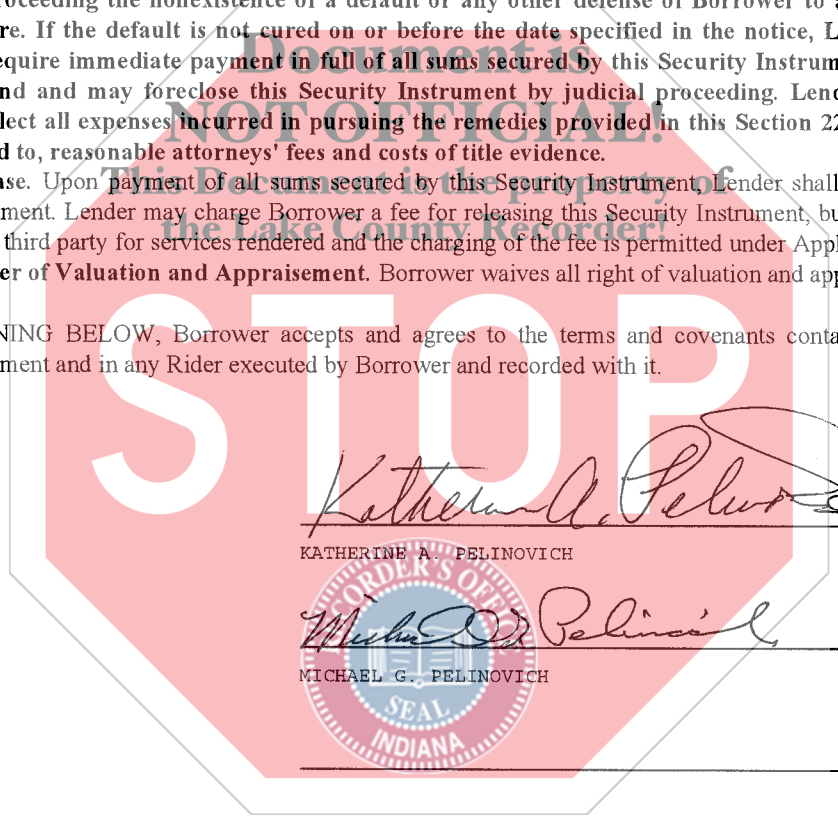 oceeding the nonexistence of a default or any other defense of Borrower to a
re. If the default is not cured on or before the date specified in the notice, L
equire immediate payment in full of all sums secured by this Security Instrum
nd and may foreclose this Security Instrument by judicial proceeding. Lend
lect all expenses incurred in pursuing the remedies provided in this Section 22
d to, reasonable attorneys' fees and costs of title evidence.
ase. Upon payment of all sums secured by this Security Instrument, Lender shall
ment. Lender may charge Borrower a fee for releasing this Security Instrument, bu
third party for services rendered and the charging of the fee is permitted under Appl
er of Valuation and Appraisement. Borrower waives all right of valuation and app
NING BELOW, Borrower accepts and agrees to the terms and covenants conta
ment and in any Rider executed by Borrower and recorded with it.
Document is
NOT OFFICIAL!
This Document is the property of
the Lake County Recorder!
STOP
Katherine A. Pelinovich
KATHERINE A. PELINOVICH
Michael G. Pelinovich
MICHAEL G. PELINOVICH
RECORDER'S OFFICE
SEAL
INDIANA